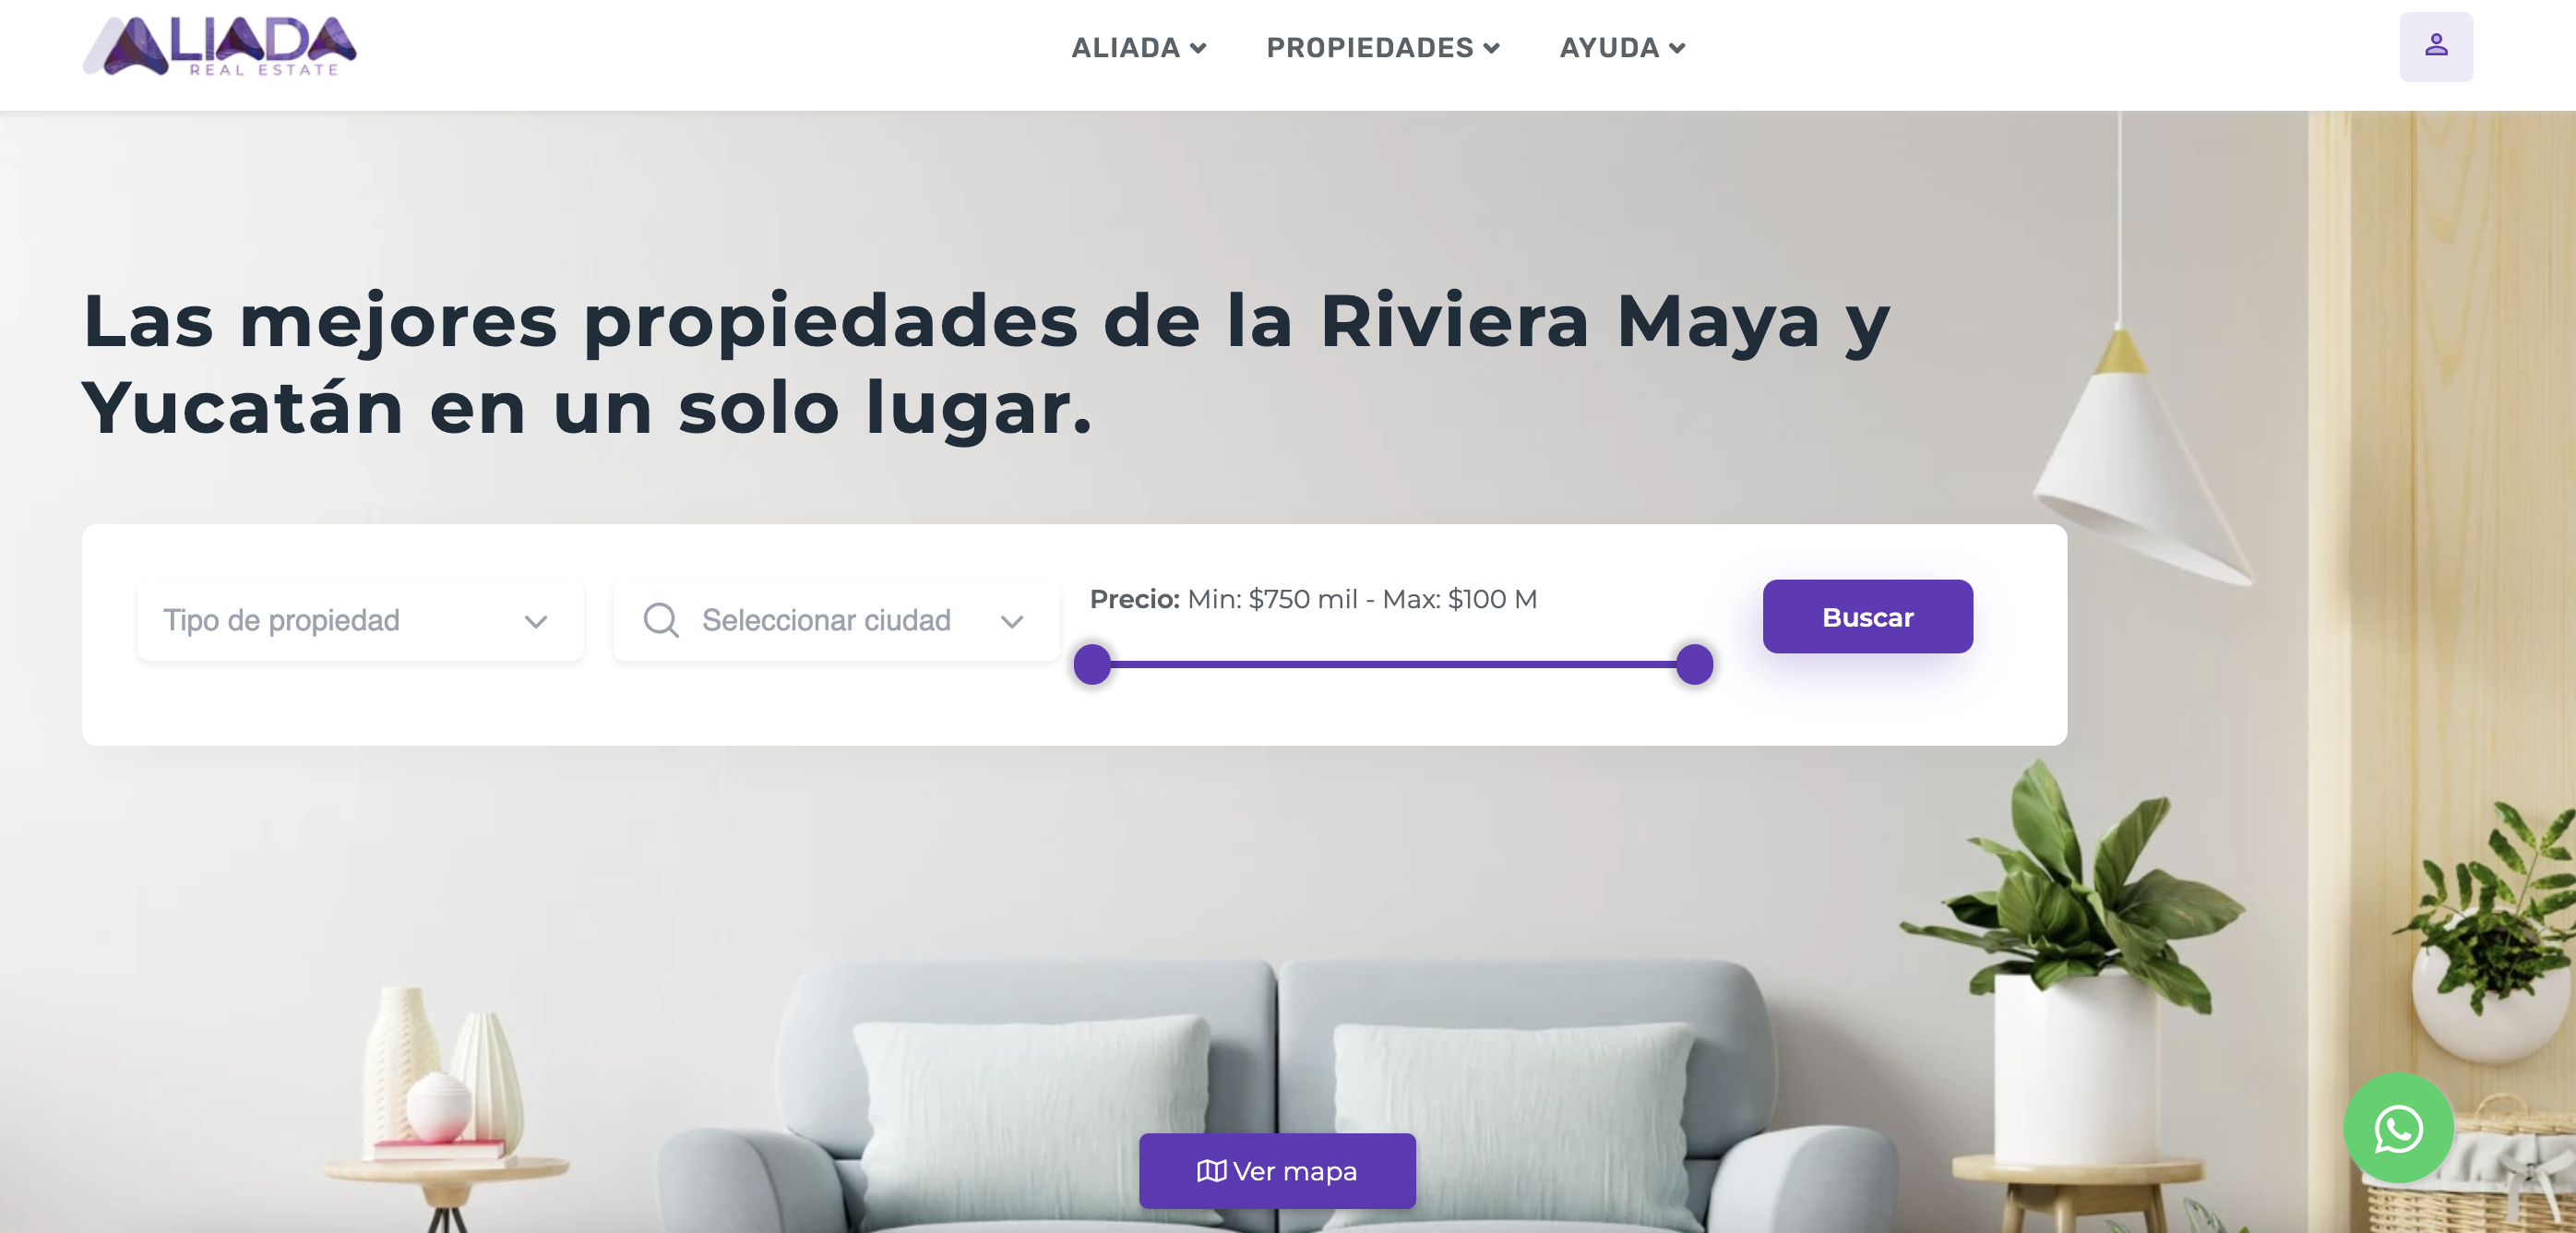 ALIADA
REAL ESTATE
ALIADA
PROPIEDADES
AYUDA
Las mejores propiedades de la Riviera Maya y
Yucatán en un solo lugar.
Tipo de propiedad
Seleccionar ciudad
Precio: Min: $750 mil - Max: $100 M
Buscar
Ver mapa